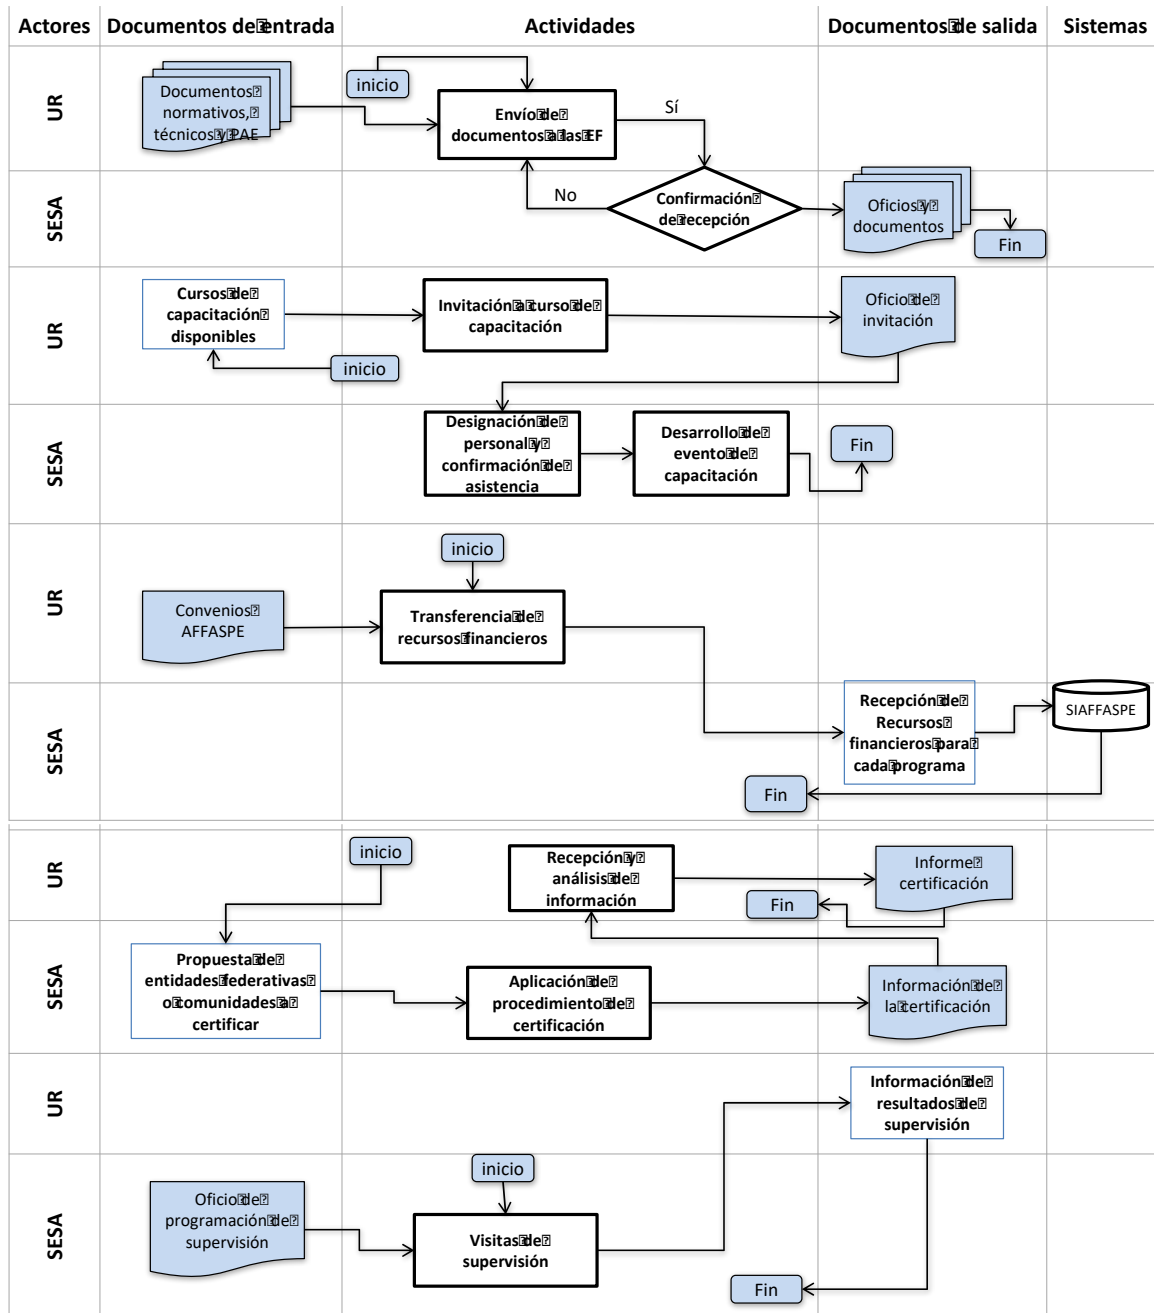 Actores Documentos de entrada Actividades Documentos de salida Sistemas
UR
Documentos
normativos,
técnicos y PAE
inicio
Envío de
documentos a las EF
Sí
SESA
No
Confirmación
de recepción
Oficios y
documentos
Fin
UR
Cursos de
capacitación
disponibles
inicio
Invitación a curso de
capacitación
Oficio de
invitación
SESA
Designación de
personal y
confirmación de
asistencia
Desarrollo de
evento de
capacitación
Fin
UR
inicio
Convenios
AFFASPE
Transferencia de
recursos financieros
SESA
Recepción de
Recursos
financieros para
cada programa
SIAFFASPE
Fin
UR
inicio
Recepción y
análisis de
información
Informe
certificación
Fin
SESA
Propuesta de
entidades federativas
o comunidades a
certificar
Aplicación de
procedimiento de
certificación
Información de
la certificación
UR
Información de
resultados de
supervisión
SESA
inicio
Oficio de
programación de
supervisión
Visitas de
supervisión
Fin